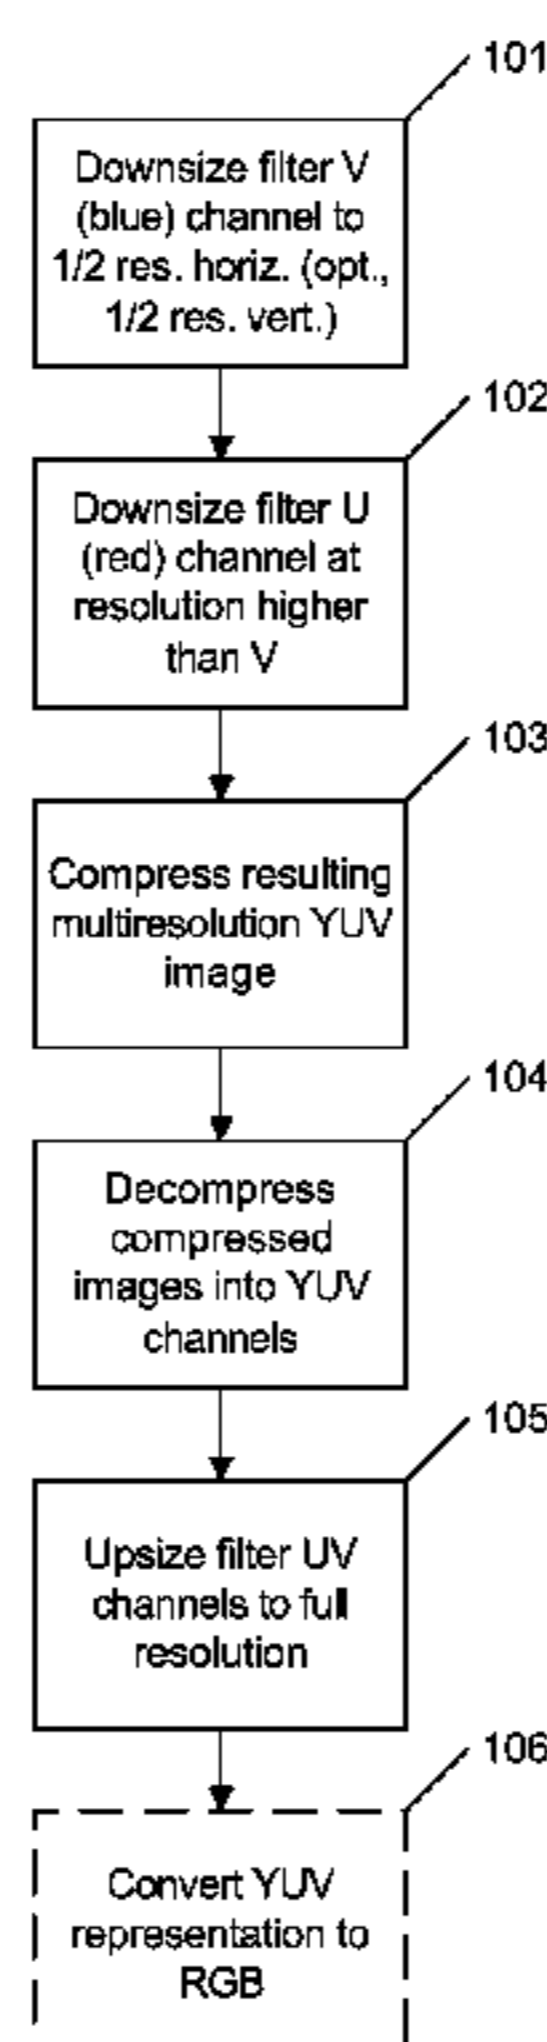 101
Downsize filter V
(blue) channel to
1/2 res. horiz. (opt.,
1/2 res. vert.)
102
Downsize filter U
(red) channel at
resolution higher
than V
103
Compress resulting
multiresolution YUV
image
104
Decompress
compressed
images into YUV
channels
105
Upsize filter UV
channels to full
resolution
106
Convert YUV
representation to
RGB